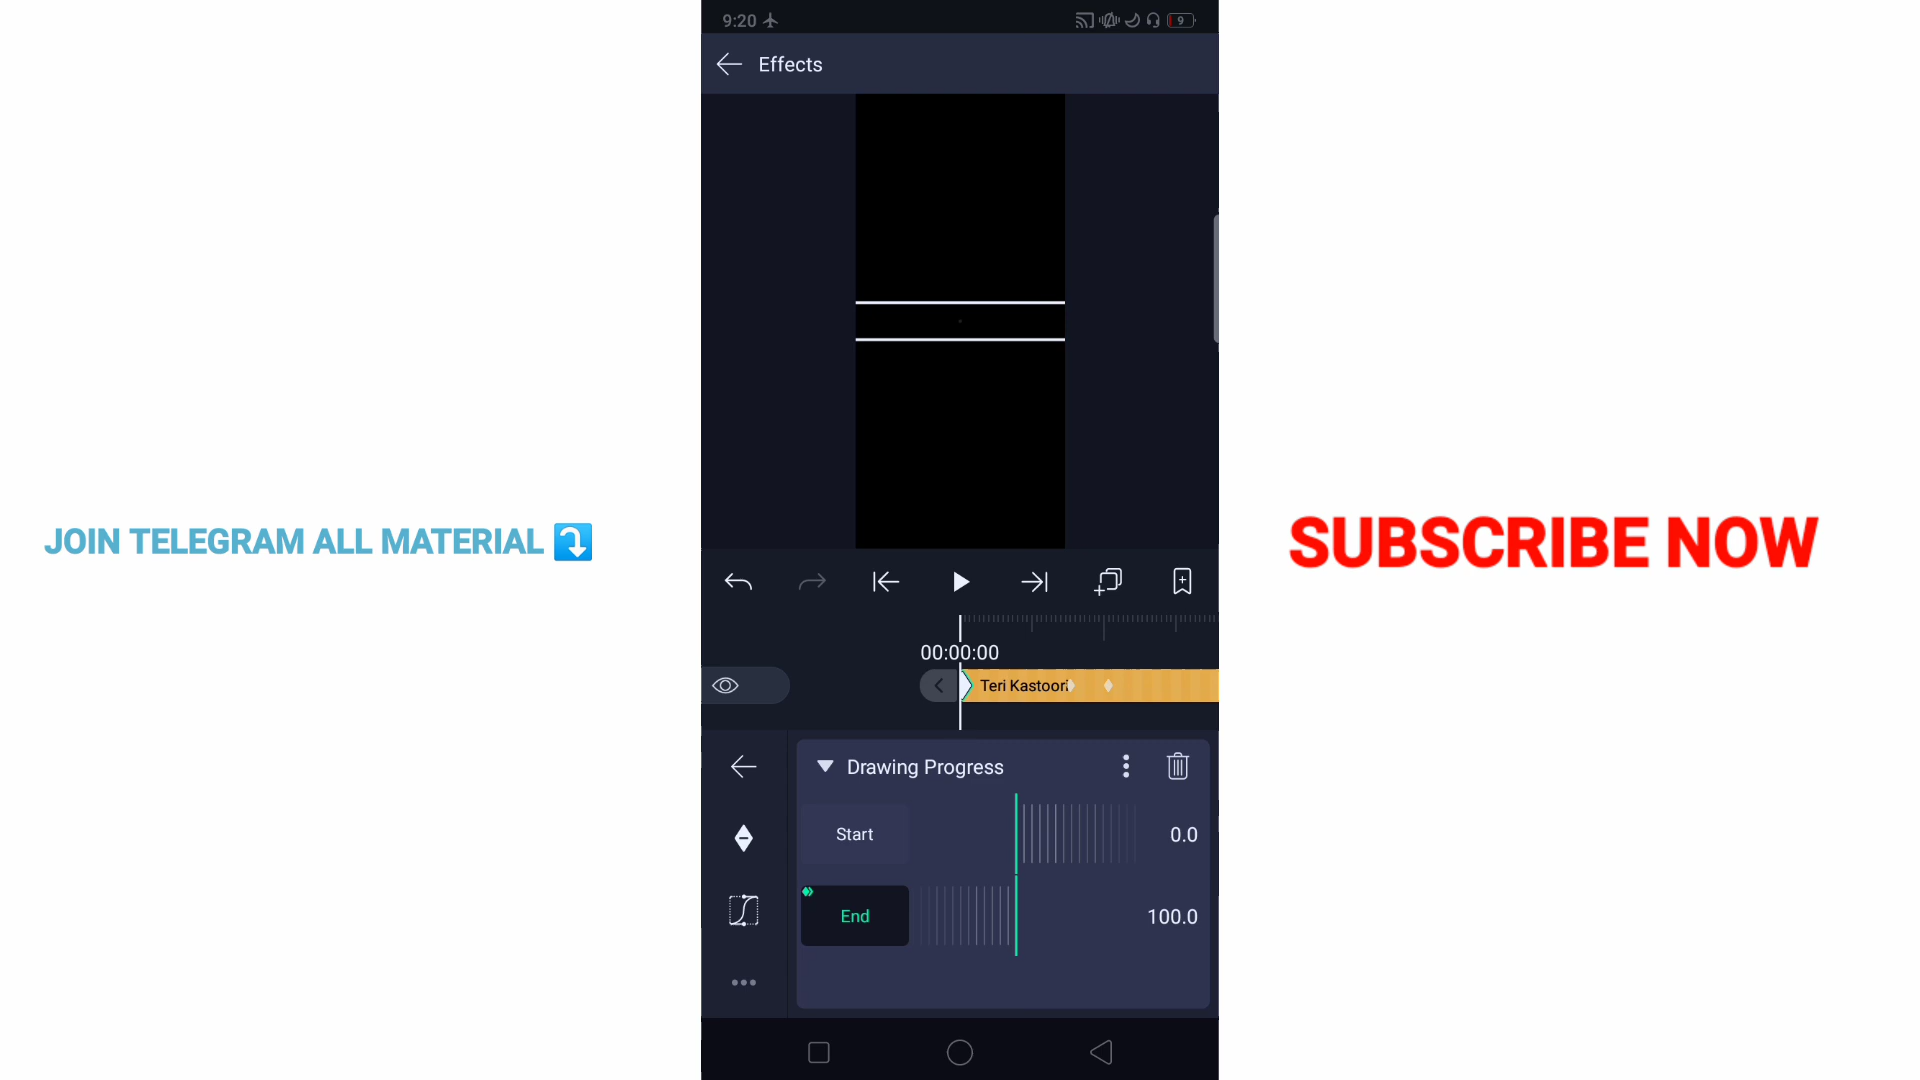 9:20
9
Effects
JOIN TELEGRAM ALL MATERIAL
SUBSCRIBE NOW
00:00:00
Teri Kastoori
Drawing Progress
Start
0.0
End
100.0